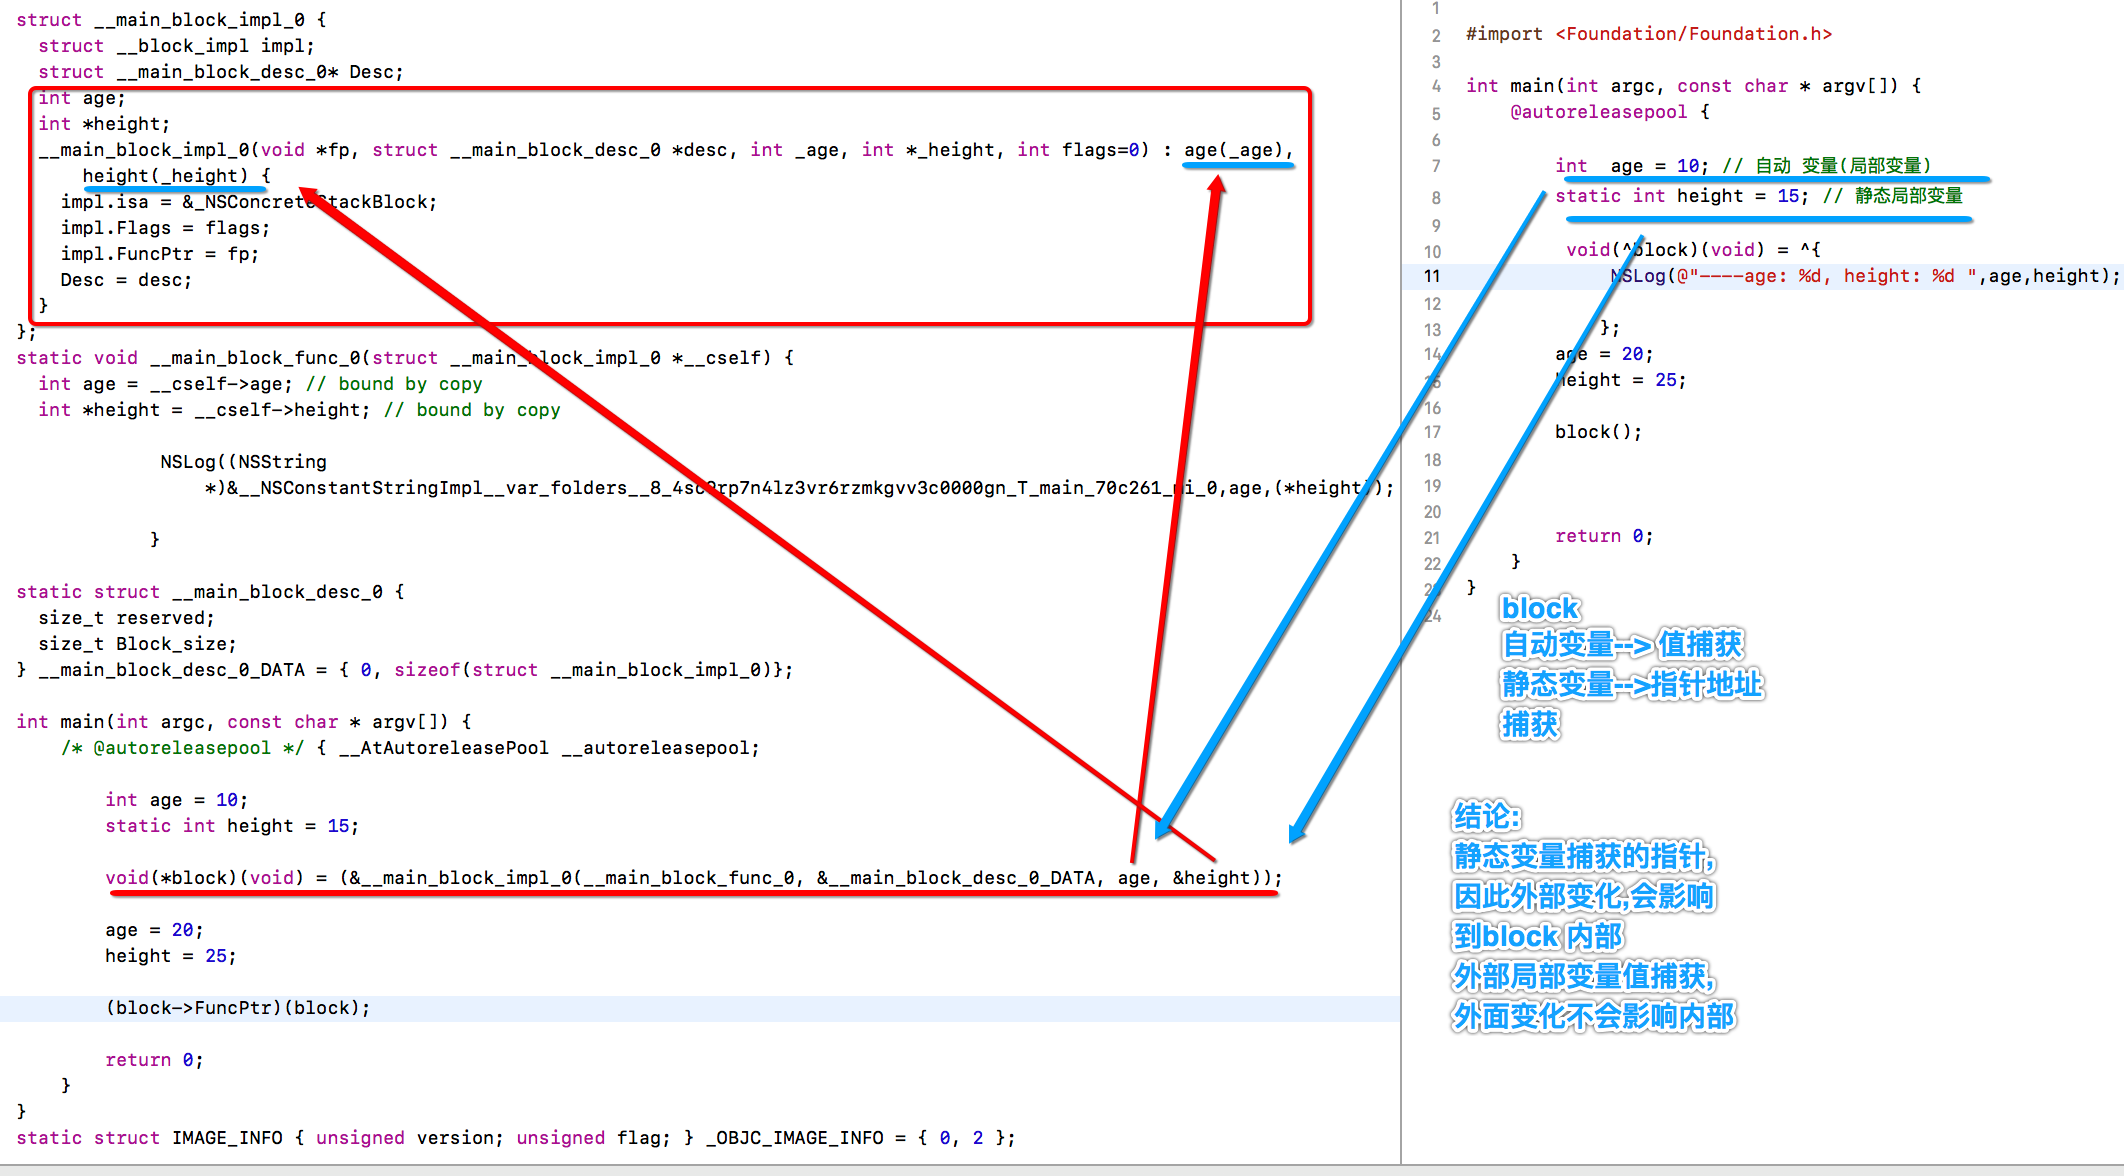 struct __main_block_impl_0 {
struct __block_impl impl;
struct __main_block_desc_0* Desc;
int age;
int *height;
__main_block_impl_0(void *fp, struct __main_block_desc_0 *desc, int _age, int *_height, int flags=0) : age(_age),
height(_height) {
impl.isa = &_NSConcreteStackBlock;
impl.Flags = flags;
impl.FuncPtr = fp;
Desc = desc;
}
};
static void __main_block_func_0(struct __main_block_impl_0 *__cself) {
int age = __cself->age; // bound by copy
int *height = __cself->height; // bound by copy
NSLog((NSString
*)&__NSConstantStringImpl__var_folders__8_4sc2rp7n4lz3vr6rzmkgvv3c0000gn_T_main_70c261_mi_0,age,(*height));
}
static struct __main_block_desc_0 {
size_t reserved;
size_t Block_size;
} __main_block_desc_0_DATA = { 0, sizeof(struct __main_block_impl_0)};
int main(int argc, const char * argv[]) {
/* @autoreleasepool */ { __AtAutoreleasePool __autoreleasepool;
int age = 10;
static int height = 15;
void(*block)(void) = (&__main_block_impl_0(__main_block_func_0, &__main_block_desc_0_DATA, age, &height));
age = 20;
height = 25;
(block->FuncPtr)(block);
return 0;
}
}
static struct IMAGE_INFO { unsigned version; unsigned flag; } _OBJC_IMAGE_INFO = { 0, 2 };
1
2 #import <Foundation/Foundation.h>
3
4 int main(int argc, const char * argv[]) {
5 @autoreleasepool {
6
7 int age = 10; // 自动 变量(局部变量)
8 static int height = 15; // 静态局部变量
9
10 void(^block)(void) = ^{
11 NSLog(@"----age: %d, height: %d ",age,height);
12
13 };
14 age = 20;
15 height = 25;
16
17 block();
18
19
20
21 return 0;
22 }
23 }
24
block
自动变量--> 值捕获
静态变量-->指针地址
捕获
结论:
静态变量捕获的指针,
因此外部变化,会影响
到block 内部
外部局部变量值捕获,
外面变化不会影响内部